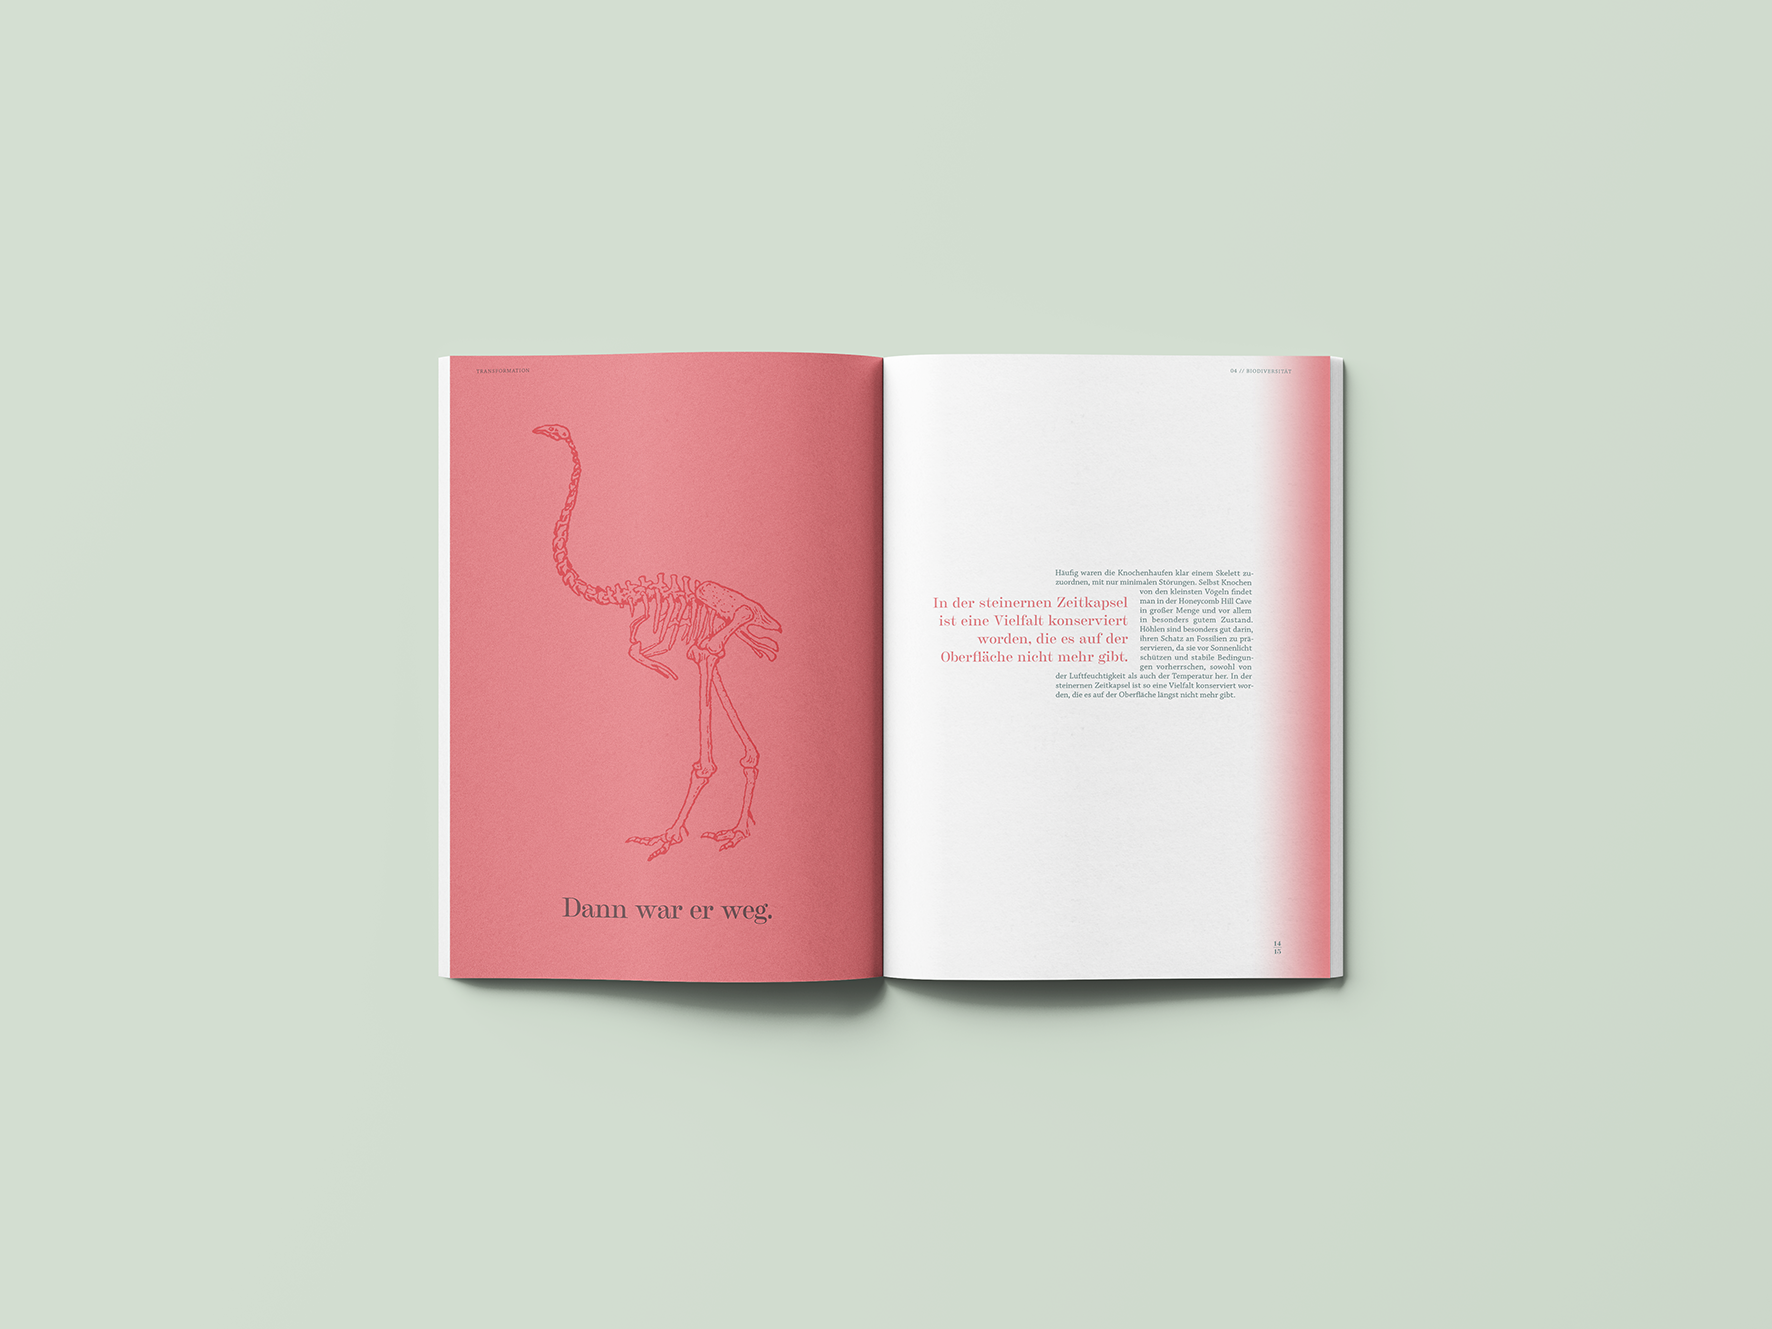 TRANSFORMATION
Dann war er weg.
04 // BIODIVERSITÄT
Häufig waren die Knochenhaufen klar einem Skelett zu-
zuordnen, mit nur minimalen Störungen. Selbst Knochen
von den kleinsten Vögeln findet
man in der Honeycomb Hill Cave
in großer Menge und vor allem
in besonders gutem Zustand.
Höhlen sind besonders gut darin,
ihren Schatz an Fossilien zu prä-
servieren, da sie vor Sonnenlicht
schützen und stabile Bedingun-
gen vorherrschen, sowohl von
der Luftfeuchtigkeit als auch der Temperatur her. In der
steinernen Zeitkapsel ist so eine Vielfalt konserviert wor-
den, die es auf der Oberfläche längst nicht mehr gibt.
In der steinernen Zeitkapsel
ist eine Vielfalt konserviert
worden, die es auf der
Oberfläche nicht mehr gibt.
14
15